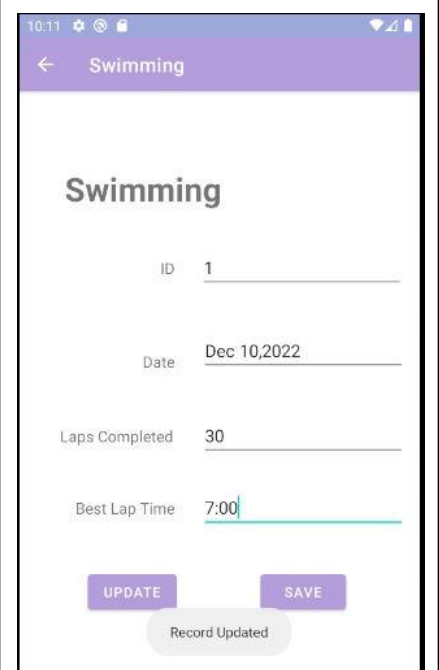 10:11
Swimming
Swimming
ID 1
Date Dec 10,2022
Laps Completed 30
Best Lap Time 7:00
UPDATE SAVE
Record Updated